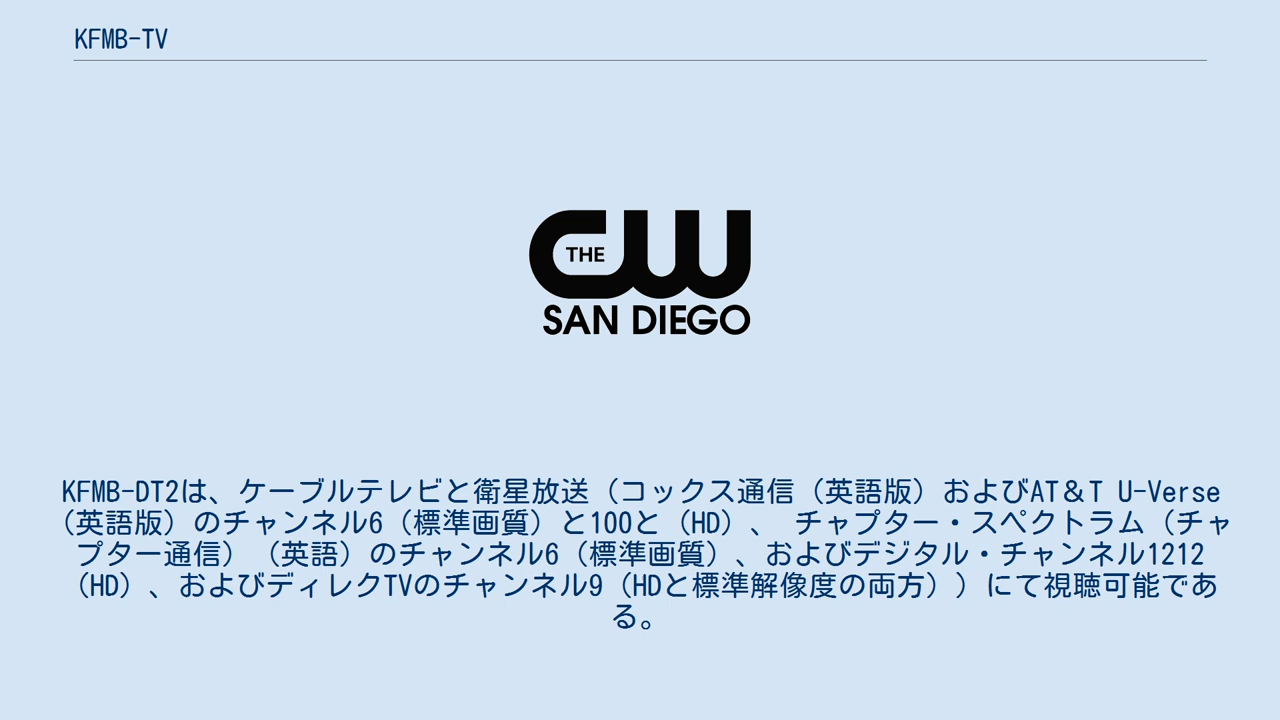 KFMB-TV
THE CW
SAN DIEGO
KFMB-DT2は、ケーブルテレビと衛星放送（コックス通信（英語版）およびAT＆T U-Verse
（英語版）のチャンネル6（標準画質）と100と（HD）、 チャプター・スペクトラム（チャ
プター通信）（英語）のチャンネル6（標準画質）、およびデジタル・チャンネル1212
（HD）、およびディレクTVのチャンネル9（HDと標準解像度の両方））にて視聴可能であ
る。